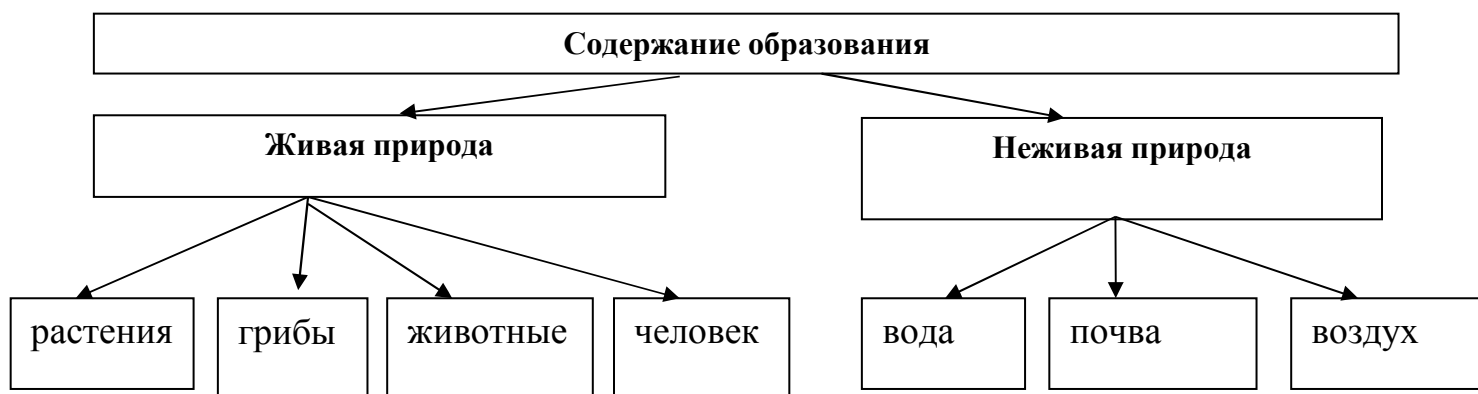 Содержание образования
Живая природа
Неживая природа
растения
грибы
животные
человек
вода
почва
воздух